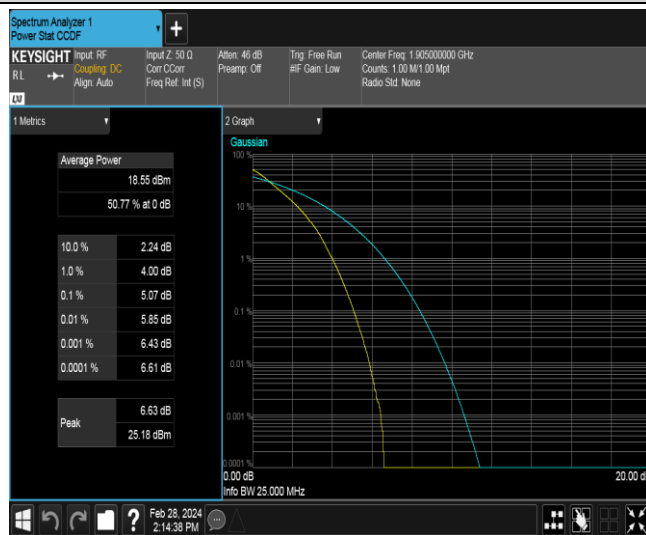 Spectrum Analyzer 1
Power Stat CCDF
+
KEYSIGHT
RL
LXI
Input: RF
Coupling: DC
Align: Auto
Input Z: 50 Ω
Corr CCorr
Freq Ref: Int (S)
Atten: 46 dB
Preamp: Off
Trig: Free Run
#IF Gain: Low
Center Freq: 1.905000000 GHz
Counts: 1.00 M/1.00 Mpt
Radio Std: None
1 Metrics
Average Power
18.55 dBm
50.77 % at 0 dB
10.0 % 2.24 dB
1.0 % 4.00 dB
0.1 % 5.07 dB
0.01 % 5.85 dB
0.001 % 6.43 dB
0.0001 % 6.61 dB
Peak
6.63 dB
25.18 dBm
2 Graph
Gaussian
100 %
10 %
1 %
0.1 %
0.01 %
0.001 %
0.0001 %
0.00 dB
20.00 d
Info BW 25.000 MHz
?
Feb 28, 2024
2:14:38 PM